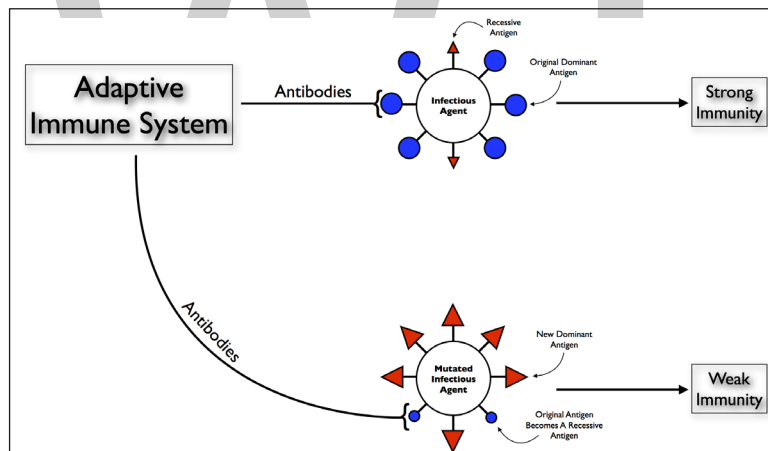 Recessive
Antigen
Adaptive
Immune System
Antibodies
Original Dominant
Antigen
Infectious
Agent
Strong
Immunity
Antibodies
New Dominant
Antigen
Mutated
Infectious
Agent
Weak
Immunity
Original Antigen
Becomes A Recessive
Antigen